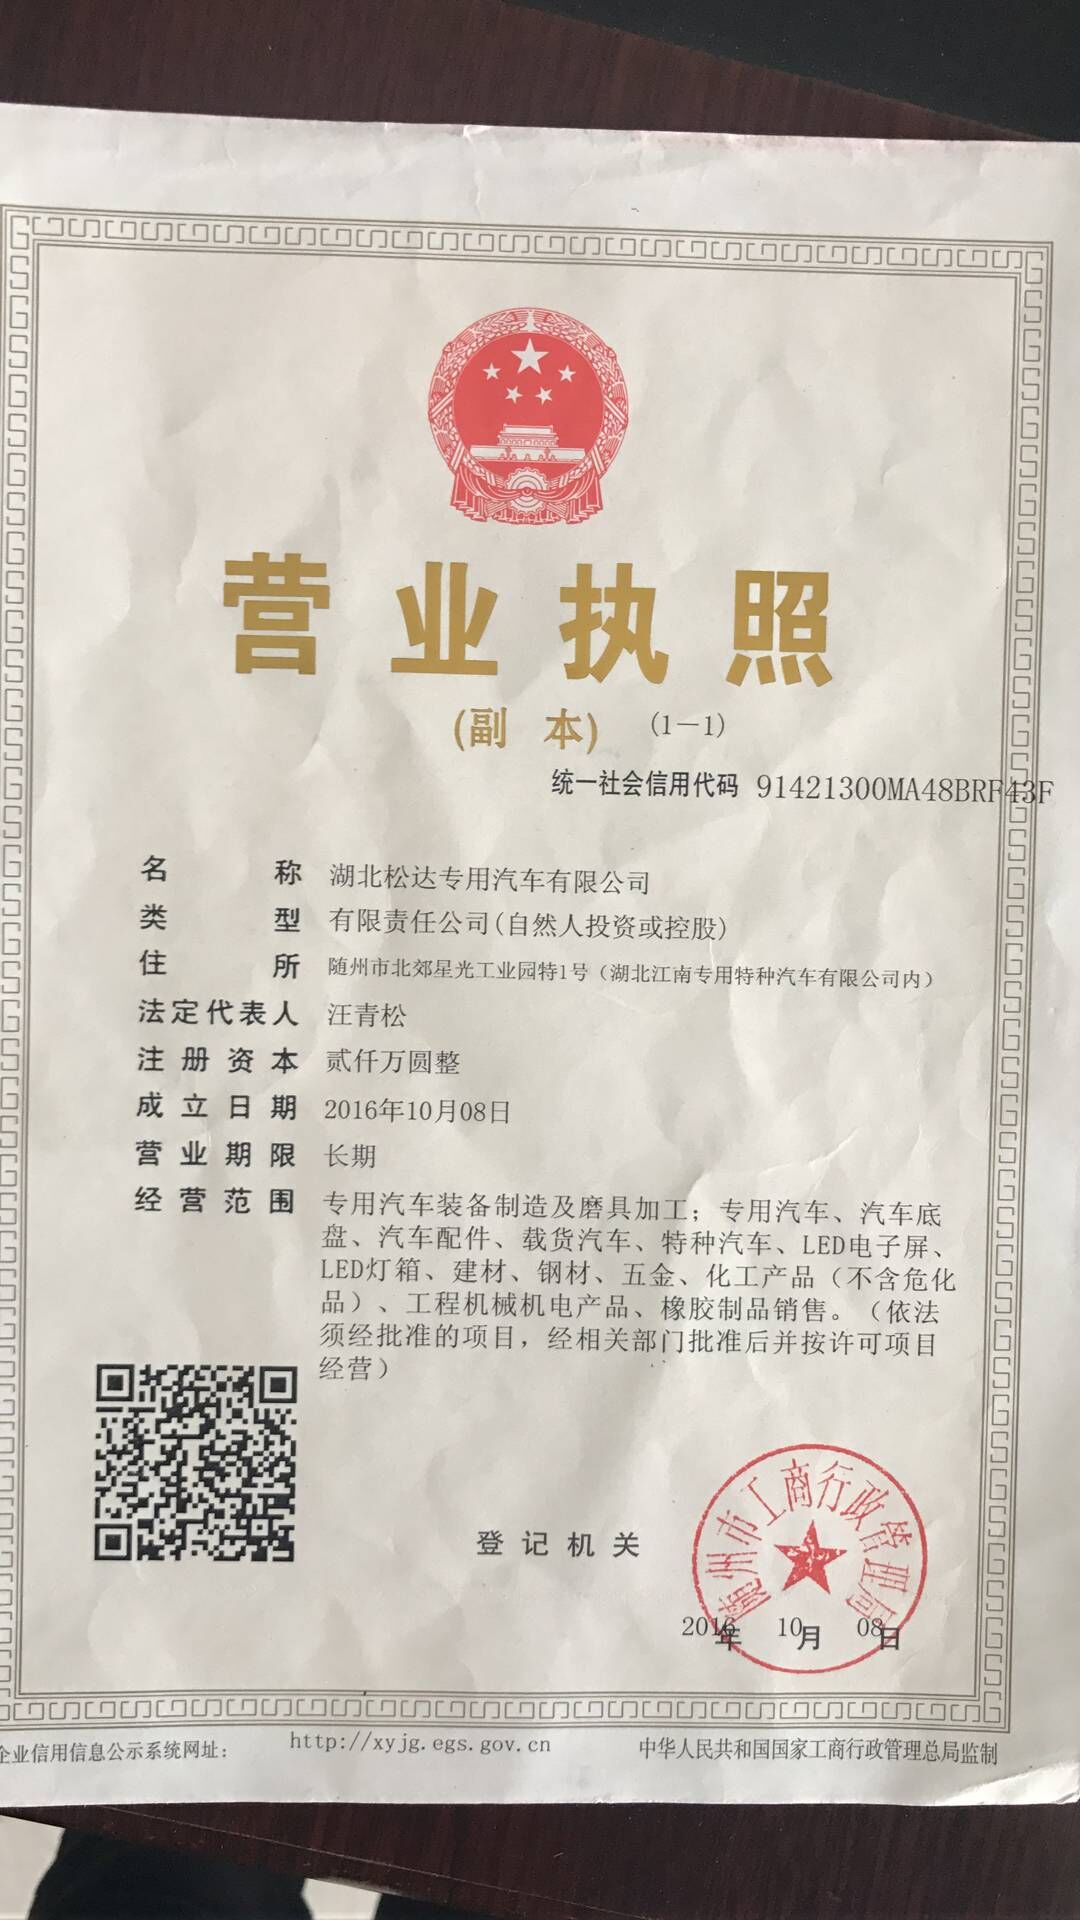 营业执照
(副 本) (1－1)
统一社会信用代码 91421300MA48BRF43F
名称 湖北松达专用汽车有限公司
类型 有限责任公司(自然人投资或控股)
住所 随州市北郊星光工业园特1号（湖北江南专用特种汽车有限公司内）
法定代表人 汪青松
注册资本 贰仟万圆整
成立日期 2016年10月08日
营业期限 长期
经营范围 专用汽车装备制造及磨具加工；专用汽车、汽车底
盘、汽车配件、载货汽车、特种汽车、LED电子屏、
LED灯箱、建材、钢材、五金、化工产品（不含危化
品）、工程机械机电产品、橡胶制品销售。（依法
须经批准的项目，经相关部门批准后并按许可项目
经营）
登记机关
随州市工商行政管理局
2016年 10月 08日
企业信用信息公示系统网址： http://xyjg.egs.gov.cn 中华人民共和国国家工商行政管理总局监制